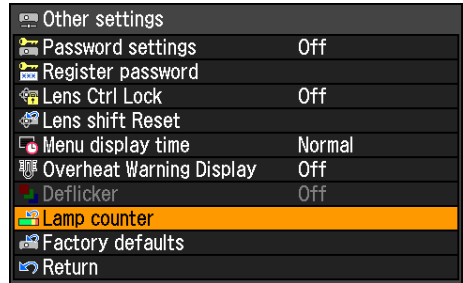 Other settings
Password settings Off
Register password
Lens Ctrl Lock Off
Lens shift Reset
Menu display time Normal
Overheat Warning Display Off
Deflicker Off
Lamp counter
Factory defaults
Return